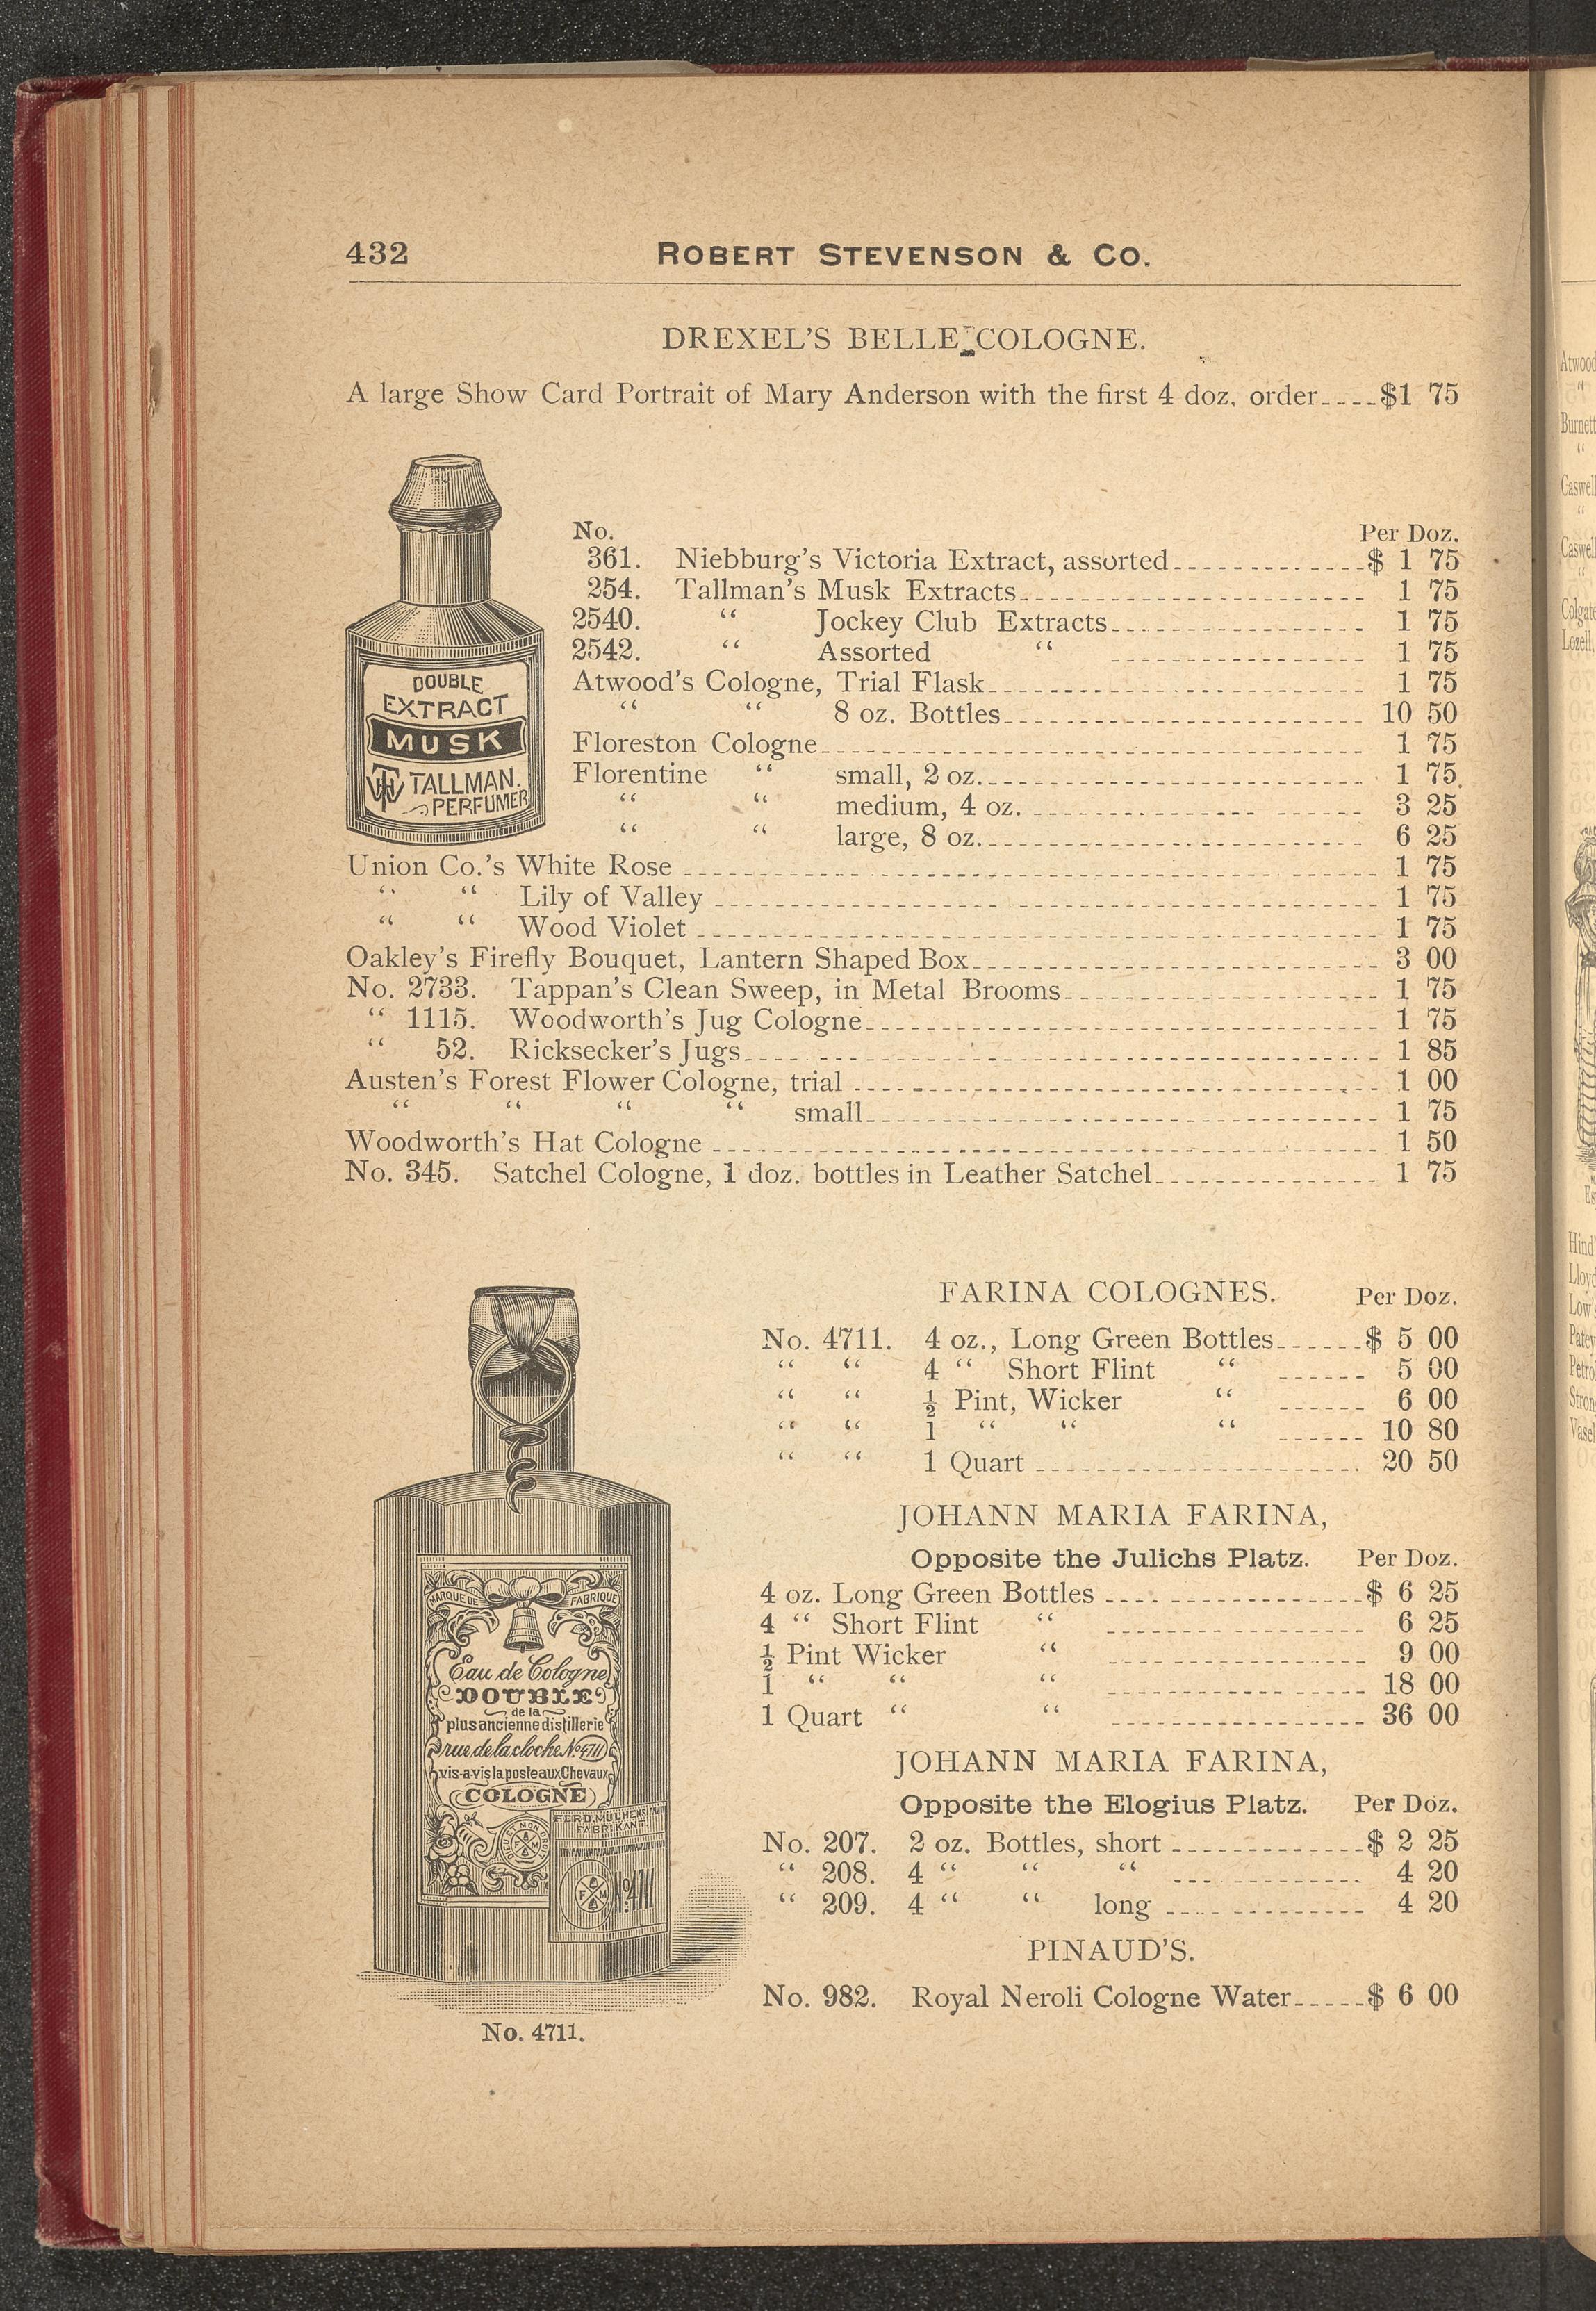 432 ROBERT STEVENSON & CO.
DREXEL'S BELLE COLOGNE.
A large Show Card Portrait of Mary Anderson with the first 4 doz. order----$1 75
DOUBLE
EXTRACT
MUSK
TALLMAN.
PERFUMER
No. Per Doz.
361. Niebburg's Victoria Extract, assorted $ 1 75
254. Tallman's Musk Extracts 1 75
2540. “ Jockey Club Extracts 1 75
2542. “ Assorted “ 1 75
Atwood's Cologne, Trial Flask 1 75
“ “ 8 oz. Bottles 10 50
Floreston Cologne 1 75
Florentine “ small, 2 oz. 1 75
“ “ medium, 4 oz. 3 25
“ “ large, 8 oz. 6 25
Union Co.'s White Rose 1 75
“ “ Lily of Valley 1 75
“ “ Wood Violet 1 75
Oakley's Firefly Bouquet, Lantern Shaped Box 3 00
No. 2733. Tappan's Clean Sweep, in Metal Brooms 1 75
“ 1115. Woodworth's Jug Cologne 1 75
“ 52. Ricksecker's Jugs 1 85
Austen's Forest Flower Cologne, trial 1 00
“ “ “ “ small 1 75
Woodworth's Hat Cologne 1 50
No. 345. Satchel Cologne, 1 doz. bottles in Leather Satchel 1 75
FARINA COLOGNES. Per Doz.
No. 4711. 4 oz., Long Green Bottles $ 5 00
“ “ 4 “ Short Flint “ 5 00
“ “ ½ Pint, Wicker “ 6 00
“ “ 1 “ “ “ 10 80
“ “ 1 Quart 20 50
JOHANN MARIA FARINA,
Opposite the Julichs Platz. Per Doz.
4 oz. Long Green Bottles $ 6 25
4 “ Short Flint “ 6 25
½ Pint Wicker “ 9 00
1 “ “ “ 18 00
1 Quart “ “ 36 00
JOHANN MARIA FARINA,
Opposite the Elogius Platz. Per Doz.
No. 207. 2 oz. Bottles, short $ 2 25
“ 208. 4 “ “ “ 4 20
“ 209. 4 “ “ long 4 20
PINAUD'S.
No. 982. Royal Neroli Cologne Water $ 6 00
MARQUE DE FABRIQUE
Eau de Cologne
DOUBLE
de la
plus ancienne distillerie
rue de la cloche No 4711
vis-a-vis la poste aux Chevaux
COLOGNE
FERD. MULHENS
FABRIKANT
No 4711
No. 4711.
Atwood
Burnett
Caswell
Caswell
Colgate
Hind'
Lloyd
Low'